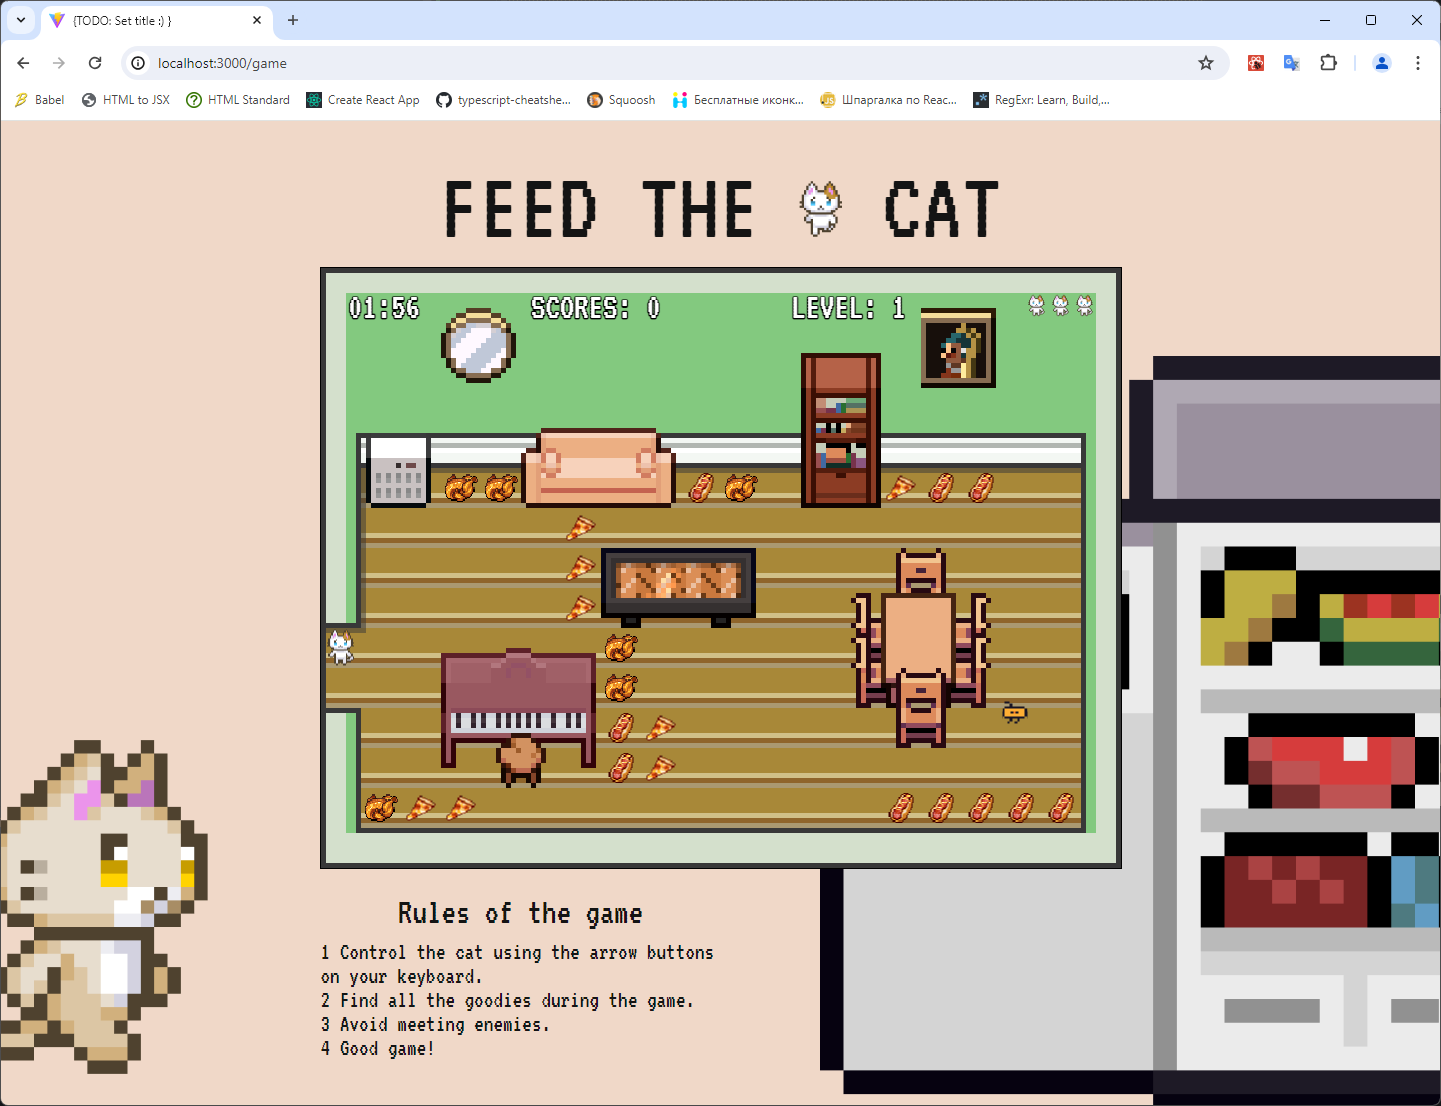 {TODO: Set title :) }
localhost:3000/game
Babel
HTML to JSX
HTML Standard
Create React App
typescript-cheatshe...
Squoosh
Бесплатные иконк...
Шпаргалка по Reac...
RegExr: Learn, Build,...
FEED THE CAT
01:56
SCORES: 0
LEVEL: 1
Rules of the game
1 Control the cat using the arrow buttons
on your keyboard.
2 Find all the goodies during the game.
3 Avoid meeting enemies.
4 Good game!